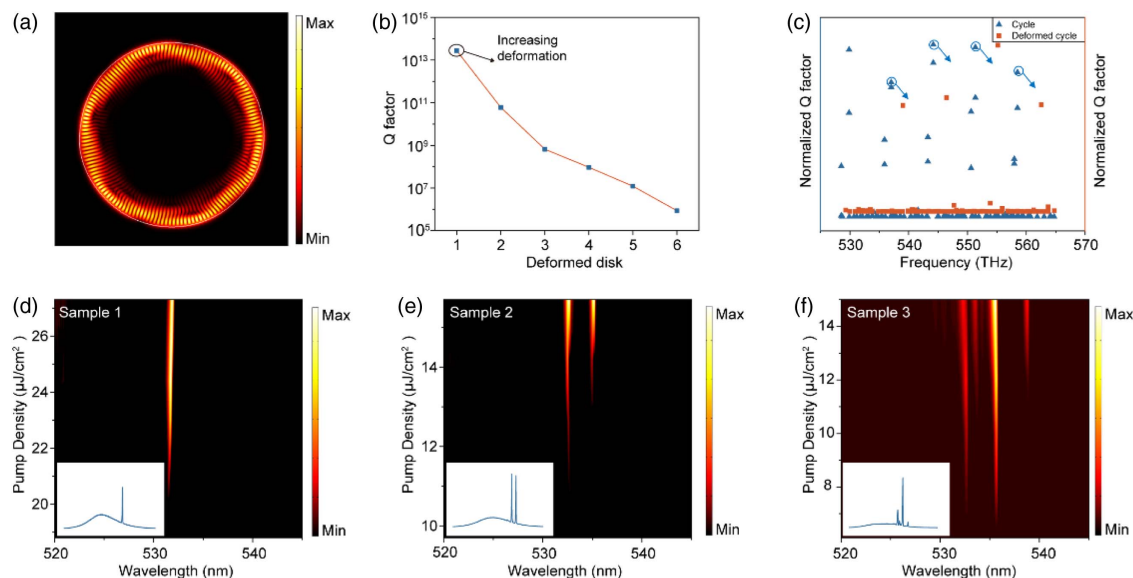 (a)
Max
Min
(b)
Q factor
10^15
10^13
10^11
10^9
10^7
10^5
Increasing
deformation
1 2 3 4 5 6
Deformed disk
(c)
Normalized Q factor
Cycle
Deformed cycle
Normalized Q factor
530 540 550 560 570
Frequency (THz)
(d)
Pump Density (μJ/cm²)
26
24
22
20
Sample 1
Max
Min
520 530 540
Wavelength (nm)
(e)
Pump Density (μJ/cm²)
14
12
10
Sample 2
Max
Min
520 530 540
Wavelength (nm)
(f)
Pump Density (μJ/cm²)
14
12
10
8
Sample 3
Max
Min
520 530 540
Wavelength (nm)